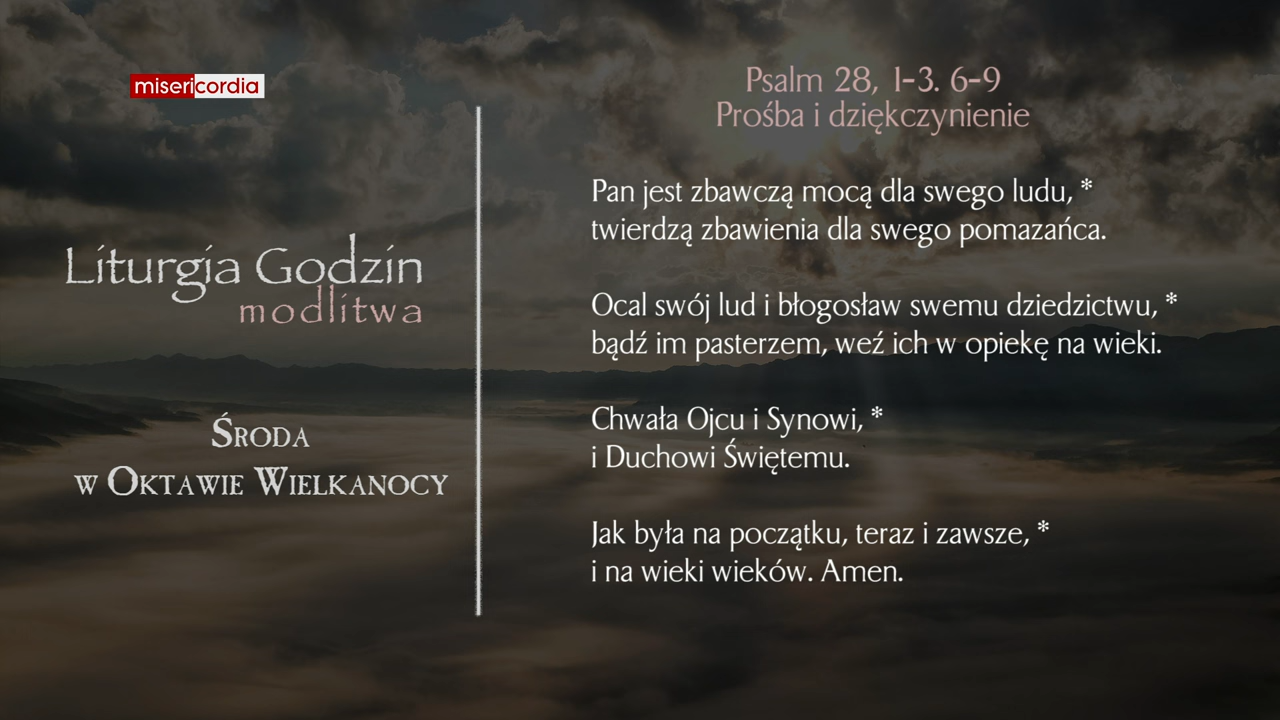 misericordia
Liturgia Godzin
modlitwa
Środa
w Oktawie Wielkanocy
Psalm 28, 1-3. 6-9
Prośba i dziękczynienie
Pan jest zbawczą mocą dla swego ludu, *
twierdzą zbawienia dla swego pomazańca.
Ocal swój lud i błogosław swemu dziedzictwu, *
bądź im pasterzem, weź ich w opiekę na wieki.
Chwała Ojcu i Synowi, *
i Duchowi Świętemu.
Jak była na początku, teraz i zawsze, *
i na wieki wieków. Amen.